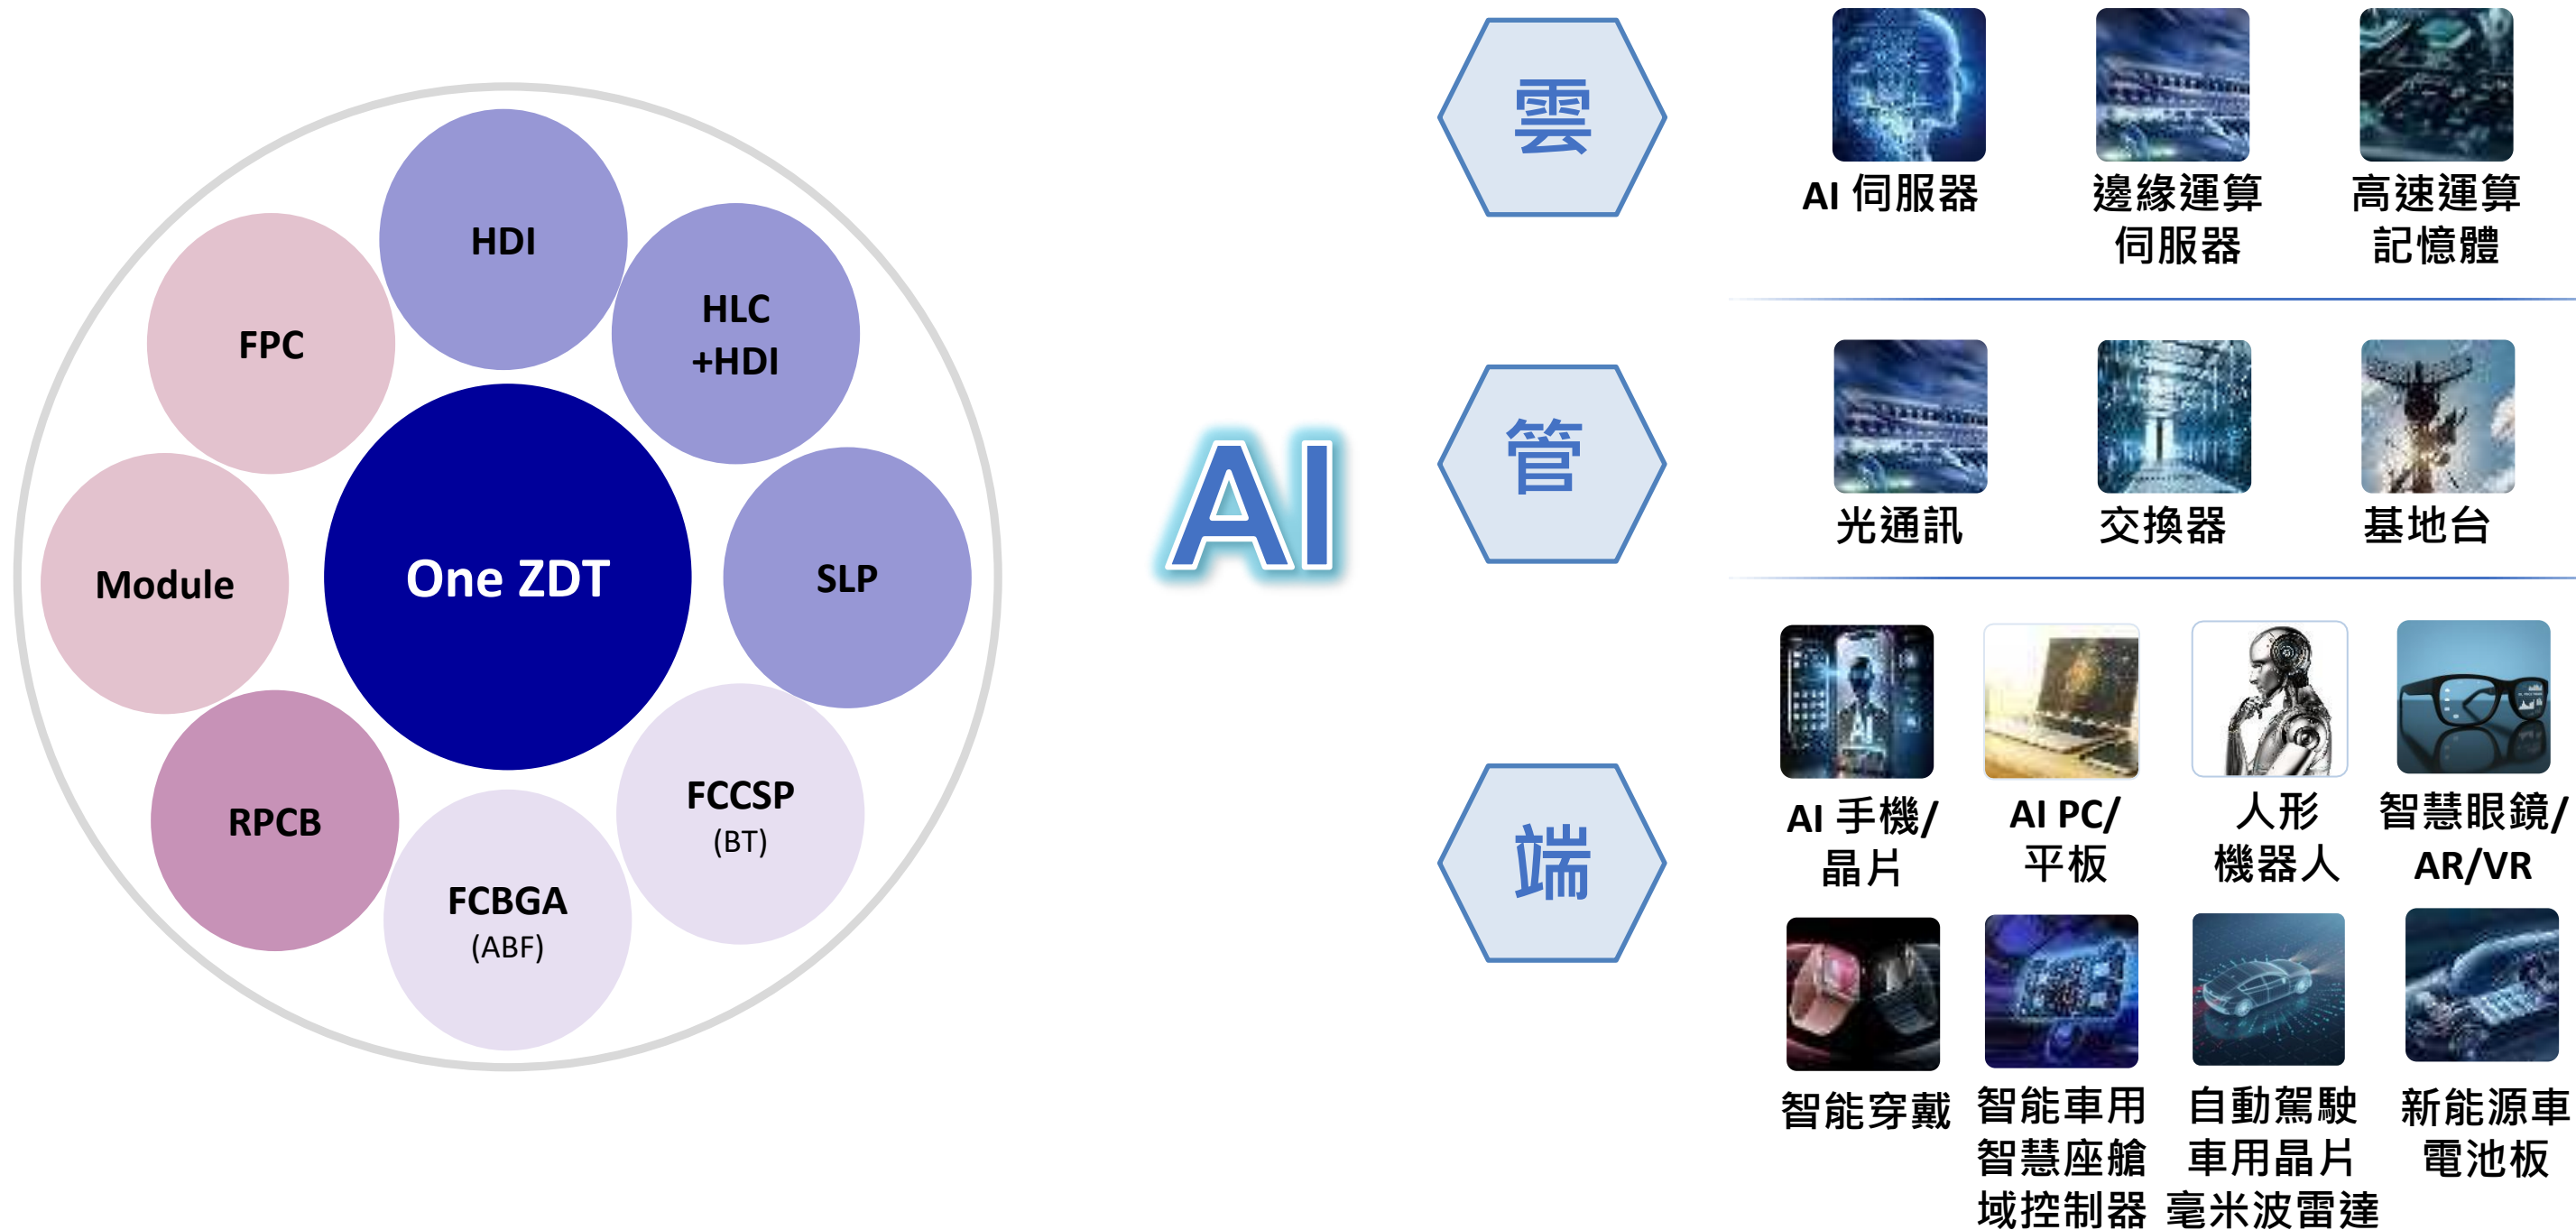 HDI
HLC
+HDI
FPC
SLP
Module
One ZDT
FCCSP
(BT)
RPCB
FCBGA
(ABF)
AI
雲
AI 伺服器
邊緣運算
伺服器
高速運算
記憶體
管
光通訊
交換器
基地台
端
AI
AI 手機/
晶片
AI PC/
平板
人形
機器人
智慧眼鏡/
AR/VR
智能穿戴
智能車用
智慧座艙
域控制器
自動駕駛
車用晶片
毫米波雷達
新能源車
電池板